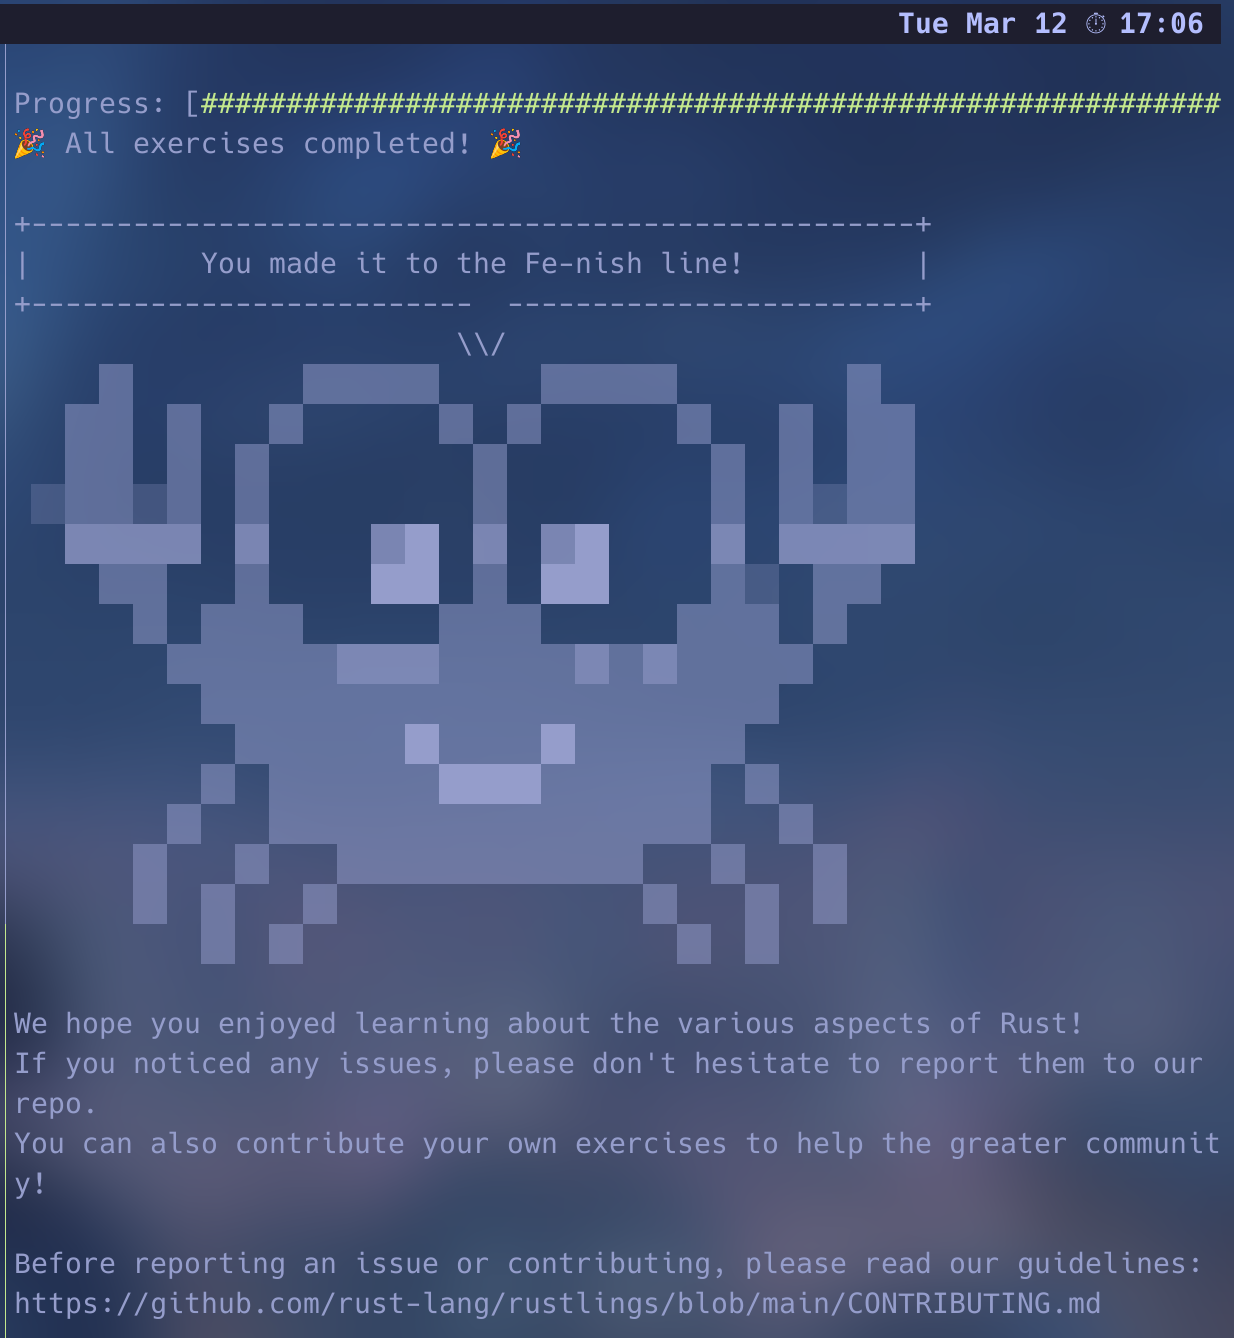 Tue Mar 12 ⏱ 17:06
Progress: [############################################################
🎉 All exercises completed! 🎉
+----------------------------------------------------+
|          You made it to the Fe-nish line!          |
+--------------------------  ------------------------+
\\/
We hope you enjoyed learning about the various aspects of Rust!
If you noticed any issues, please don't hesitate to report them to our
repo.
You can also contribute your own exercises to help the greater communit
y!
Before reporting an issue or contributing, please read our guidelines:
https://github.com/rust-lang/rustlings/blob/main/CONTRIBUTING.md